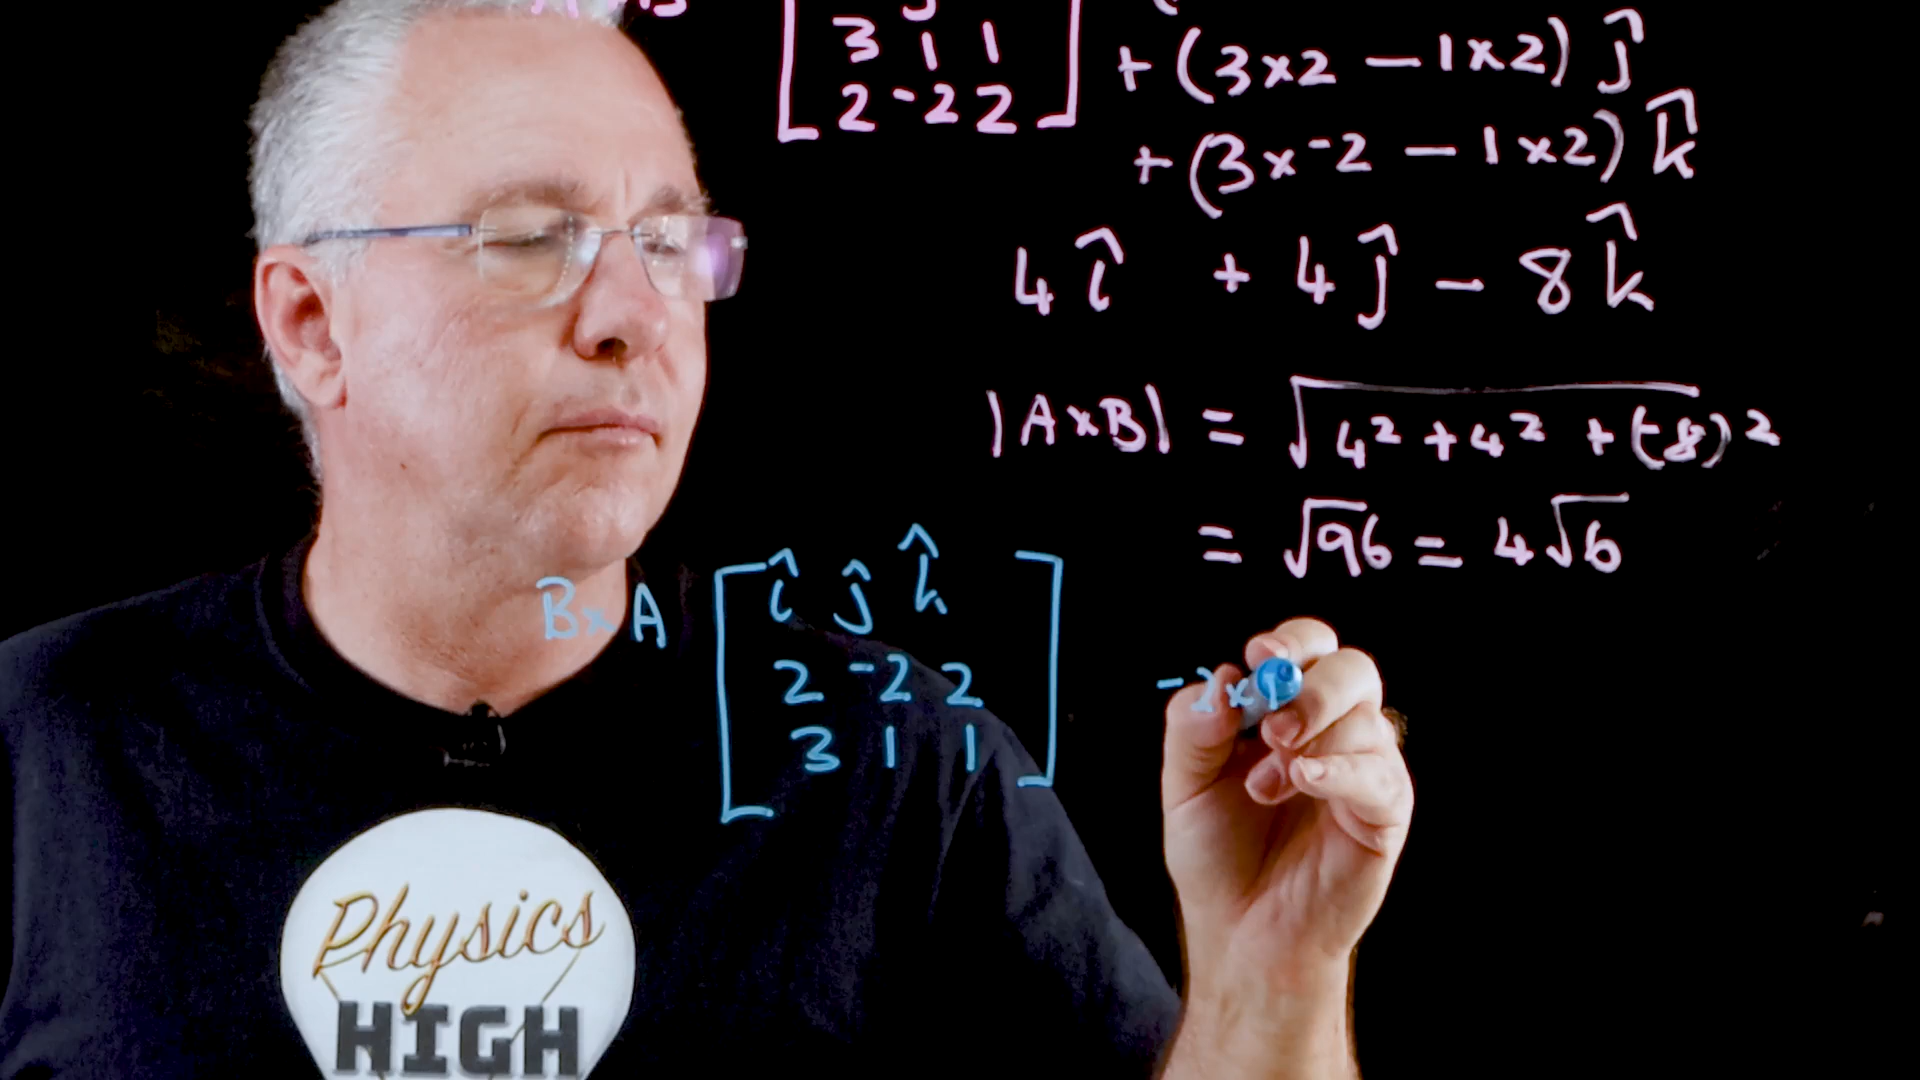 3 1 1
2 -2 2
+ (3x2 - 1x2) ĵ
+ (3x-2 - 1x2) k̂
4 î + 4 ĵ - 8 k̂
|AxB| = √4² + 4² + (-8)²
= √96 = 4√6
BxA
î ĵ k̂
2 -2 2
3 1 1
-2x1
Physics
HIGH